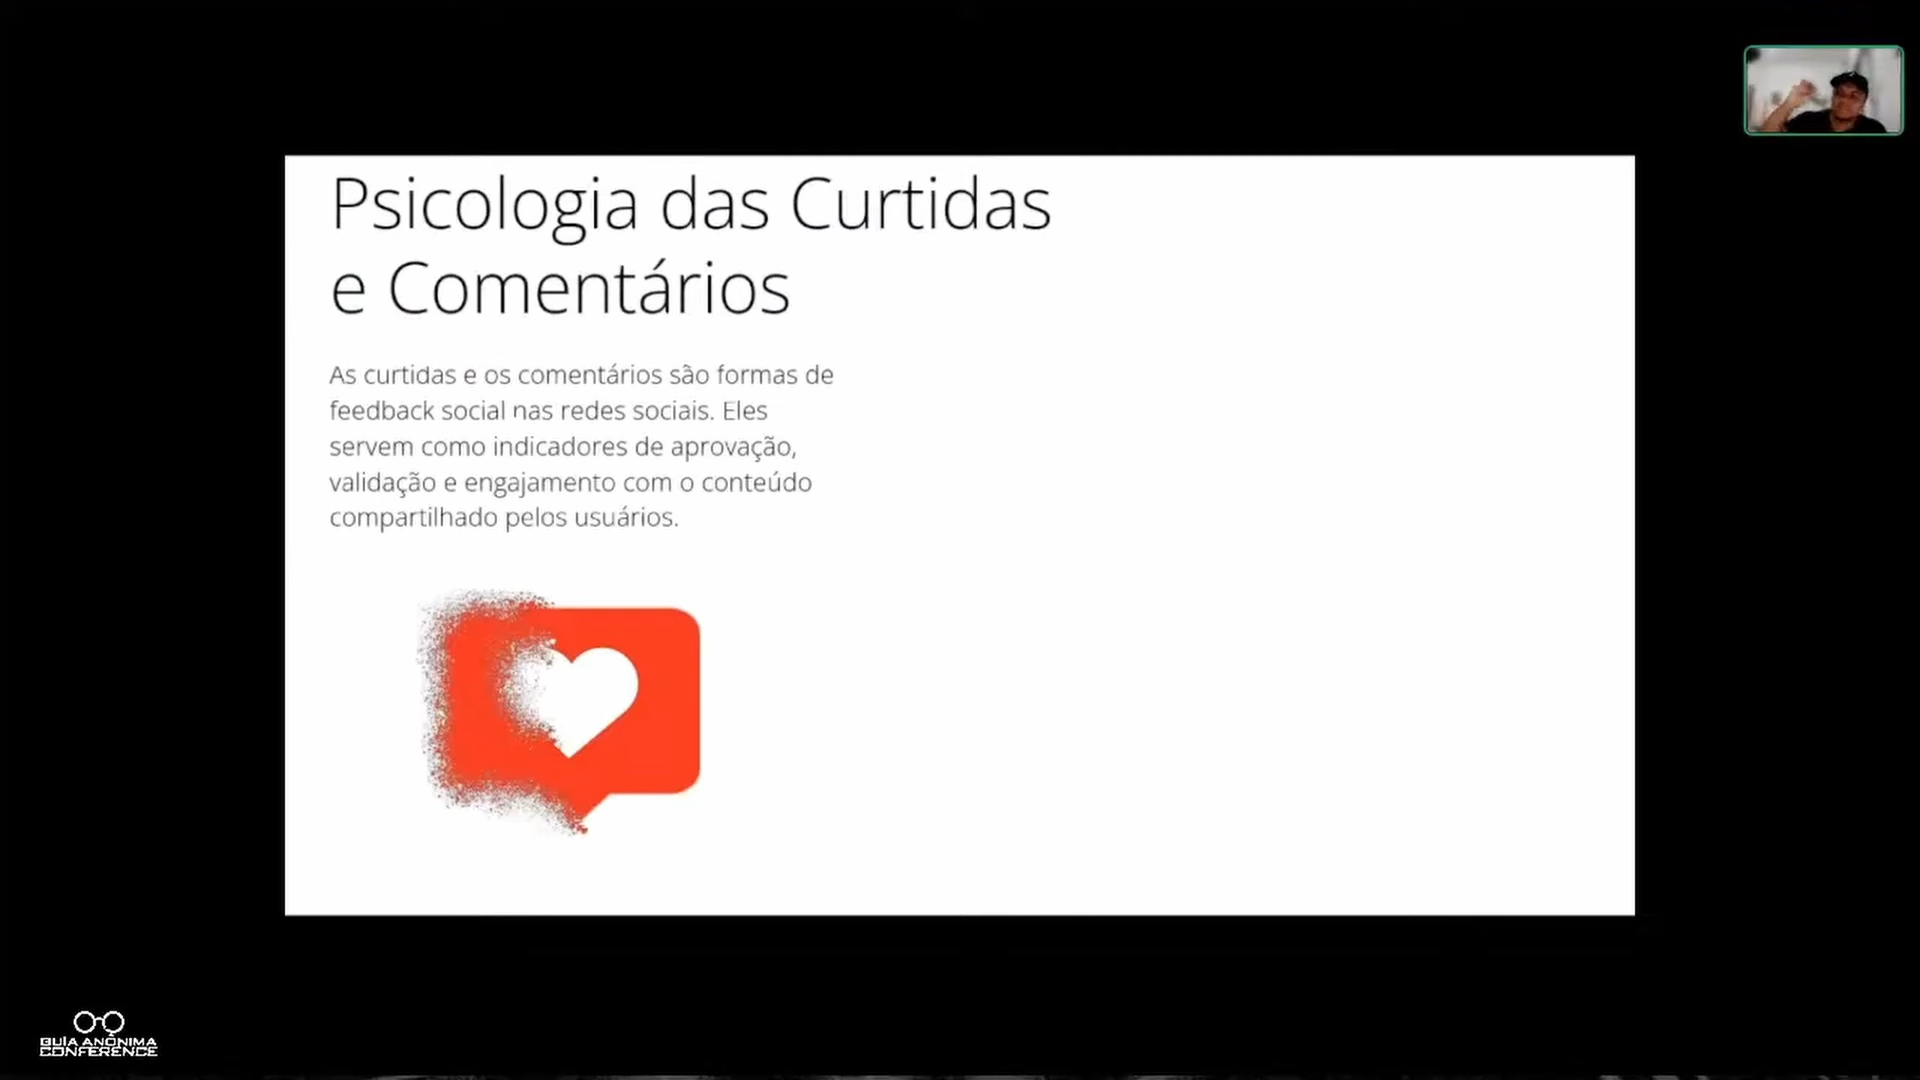 Psicologia das Curtidas
e Comentários
As curtidas e os comentários são formas de
feedback social nas redes sociais. Eles
servem como indicadores de aprovação,
validação e engajamento com o conteúdo
compartilhado pelos usuários.
GUIA ANÔNIMA
CONFERENCE